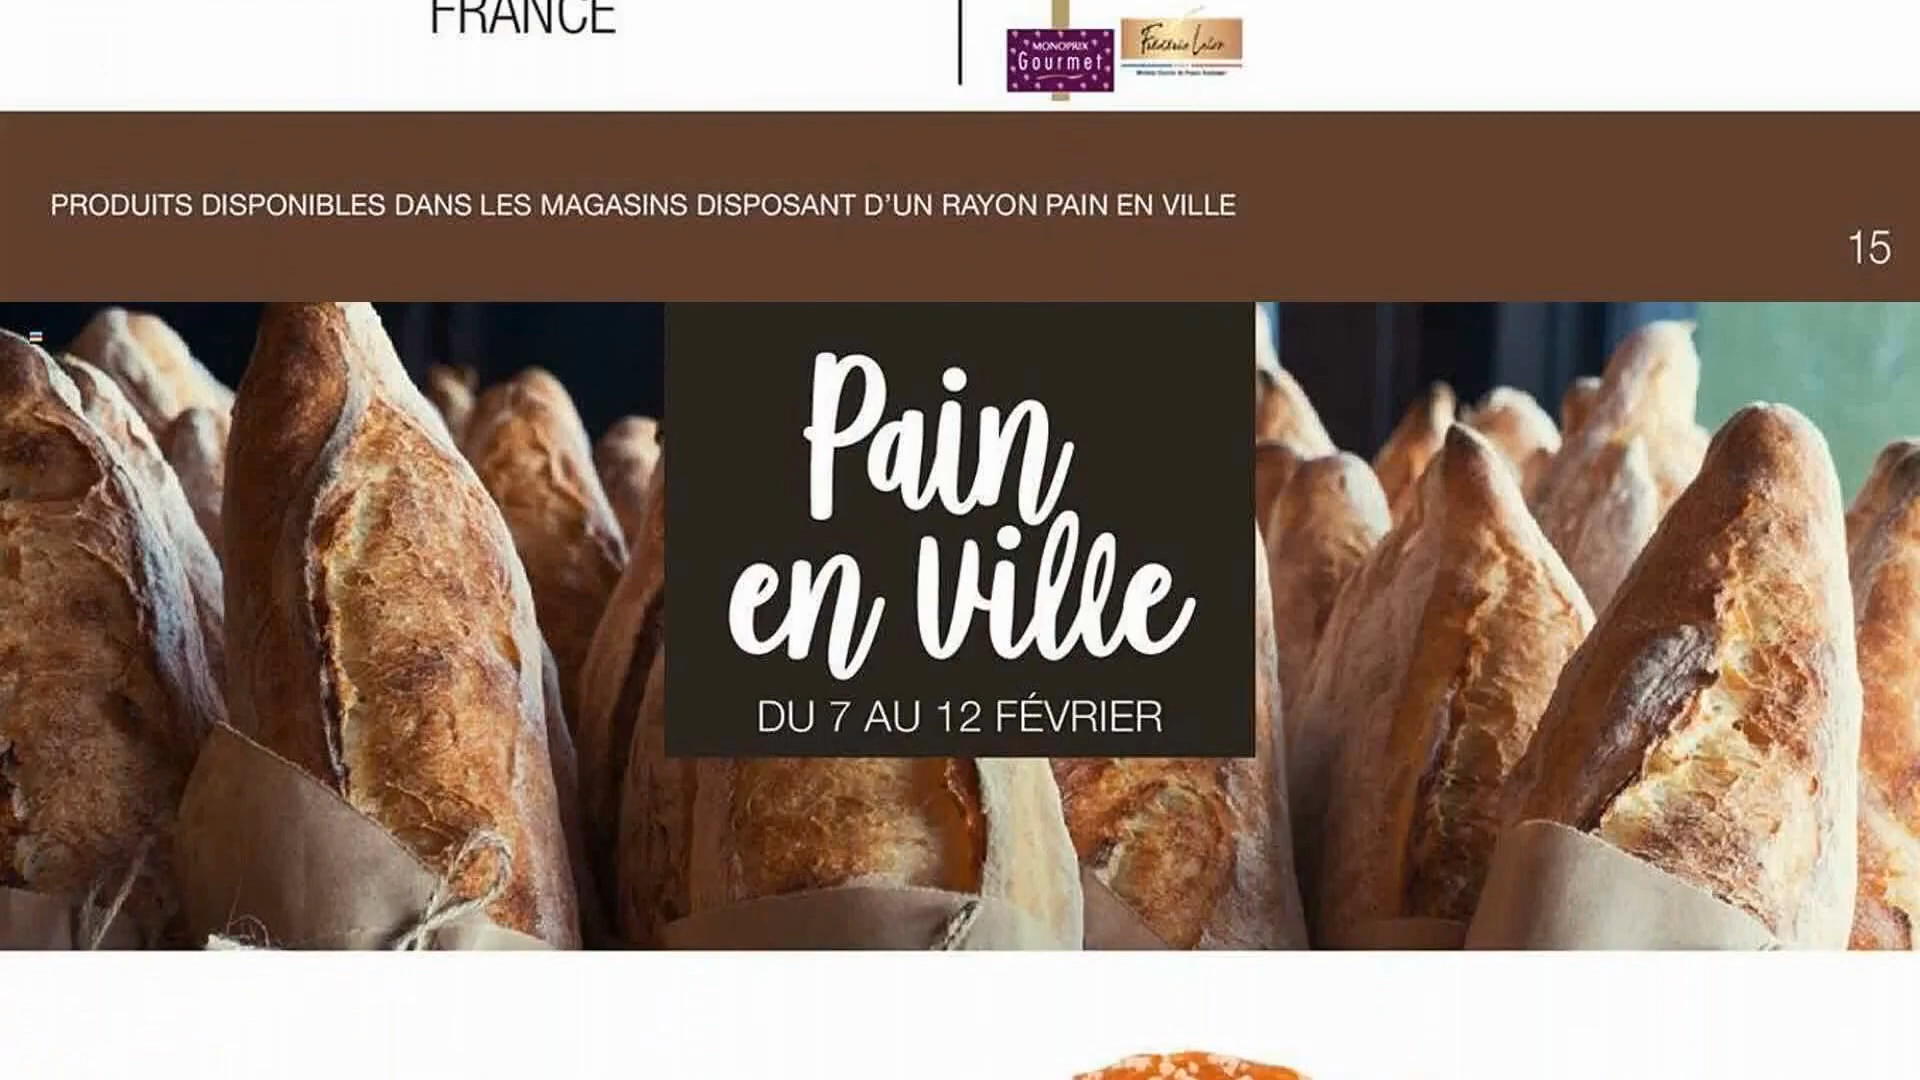 FRANCE
MONOPRIX
Gourmet
PRODUITS DISPONIBLES DANS LES MAGASINS DISPOSANT D’UN RAYON PAIN EN VILLE
15
Pain
en ville
DU 7 AU 12 FÉVRIER